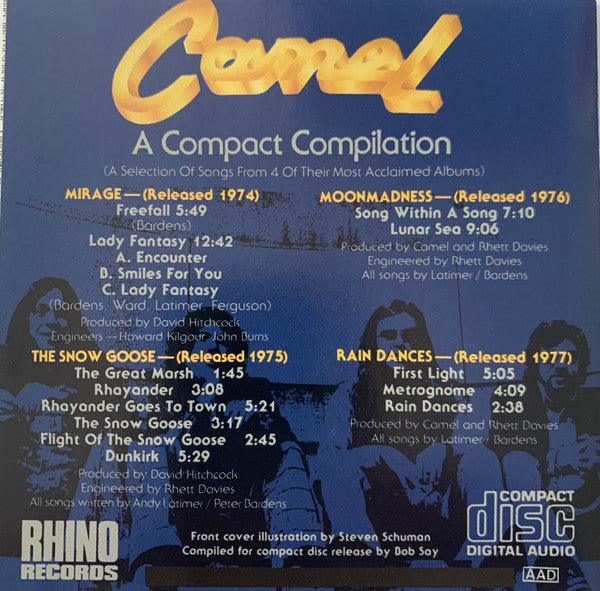 Camel
A Compact Compilation
(A Selection Of Songs From 4 Of Their Most Acclaimed Albums)
MIRAGE—(Released 1974)
Freefall 5:49
(Bardens)
Lady Fantasy 12:42
A. Encounter
B. Smiles For You
C. Lady Fantasy
(Bardens, Ward, Latimer, Ferguson)
Produced by David Hitchcock
Engineers—Howard Kilgour, John Burns
THE SNOW GOOSE—(Released 1975)
The Great Marsh 1:45
Rhayander 3:08
Rhayander Goes To Town 5:21
The Snow Goose 3:17
Flight Of The Snow Goose 2:45
Dunkirk 5:29
Produced by David Hitchcock
Engineered by Rhett Davies
All songs written by Andy Latimer / Peter Bardens
MOONMADNESS—(Released 1976)
Song Within A Song 7:10
Lunar Sea 9:06
Produced by Camel and Rhett Davies
Engineered by Rhett Davies
All songs by Latimer / Bardens
RAIN DANCES—(Released 1977)
First Light 5:05
Metrognome 4:09
Rain Dances 2:38
Produced by Camel and Rhett Davies
All songs by Latimer / Bardens
RHINO
RECORDS
Front cover illustration by Steven Schuman
Compiled for compact disc release by Bob Say
COMPACT
disc
DIGITAL AUDIO
AAD